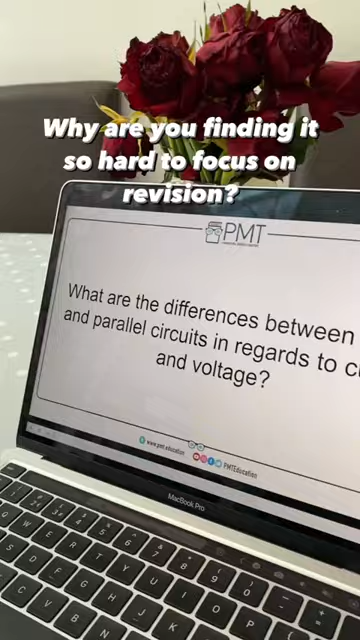 Why are you finding it
so hard to focus on
revision?
PMT
What are the differences between
and parallel circuits in regards to
and voltage?
www.pmt.education
PMTEducation
MacBook Pro
Q W E R T Y U I O P
S D F G H J K
Z X C V B N